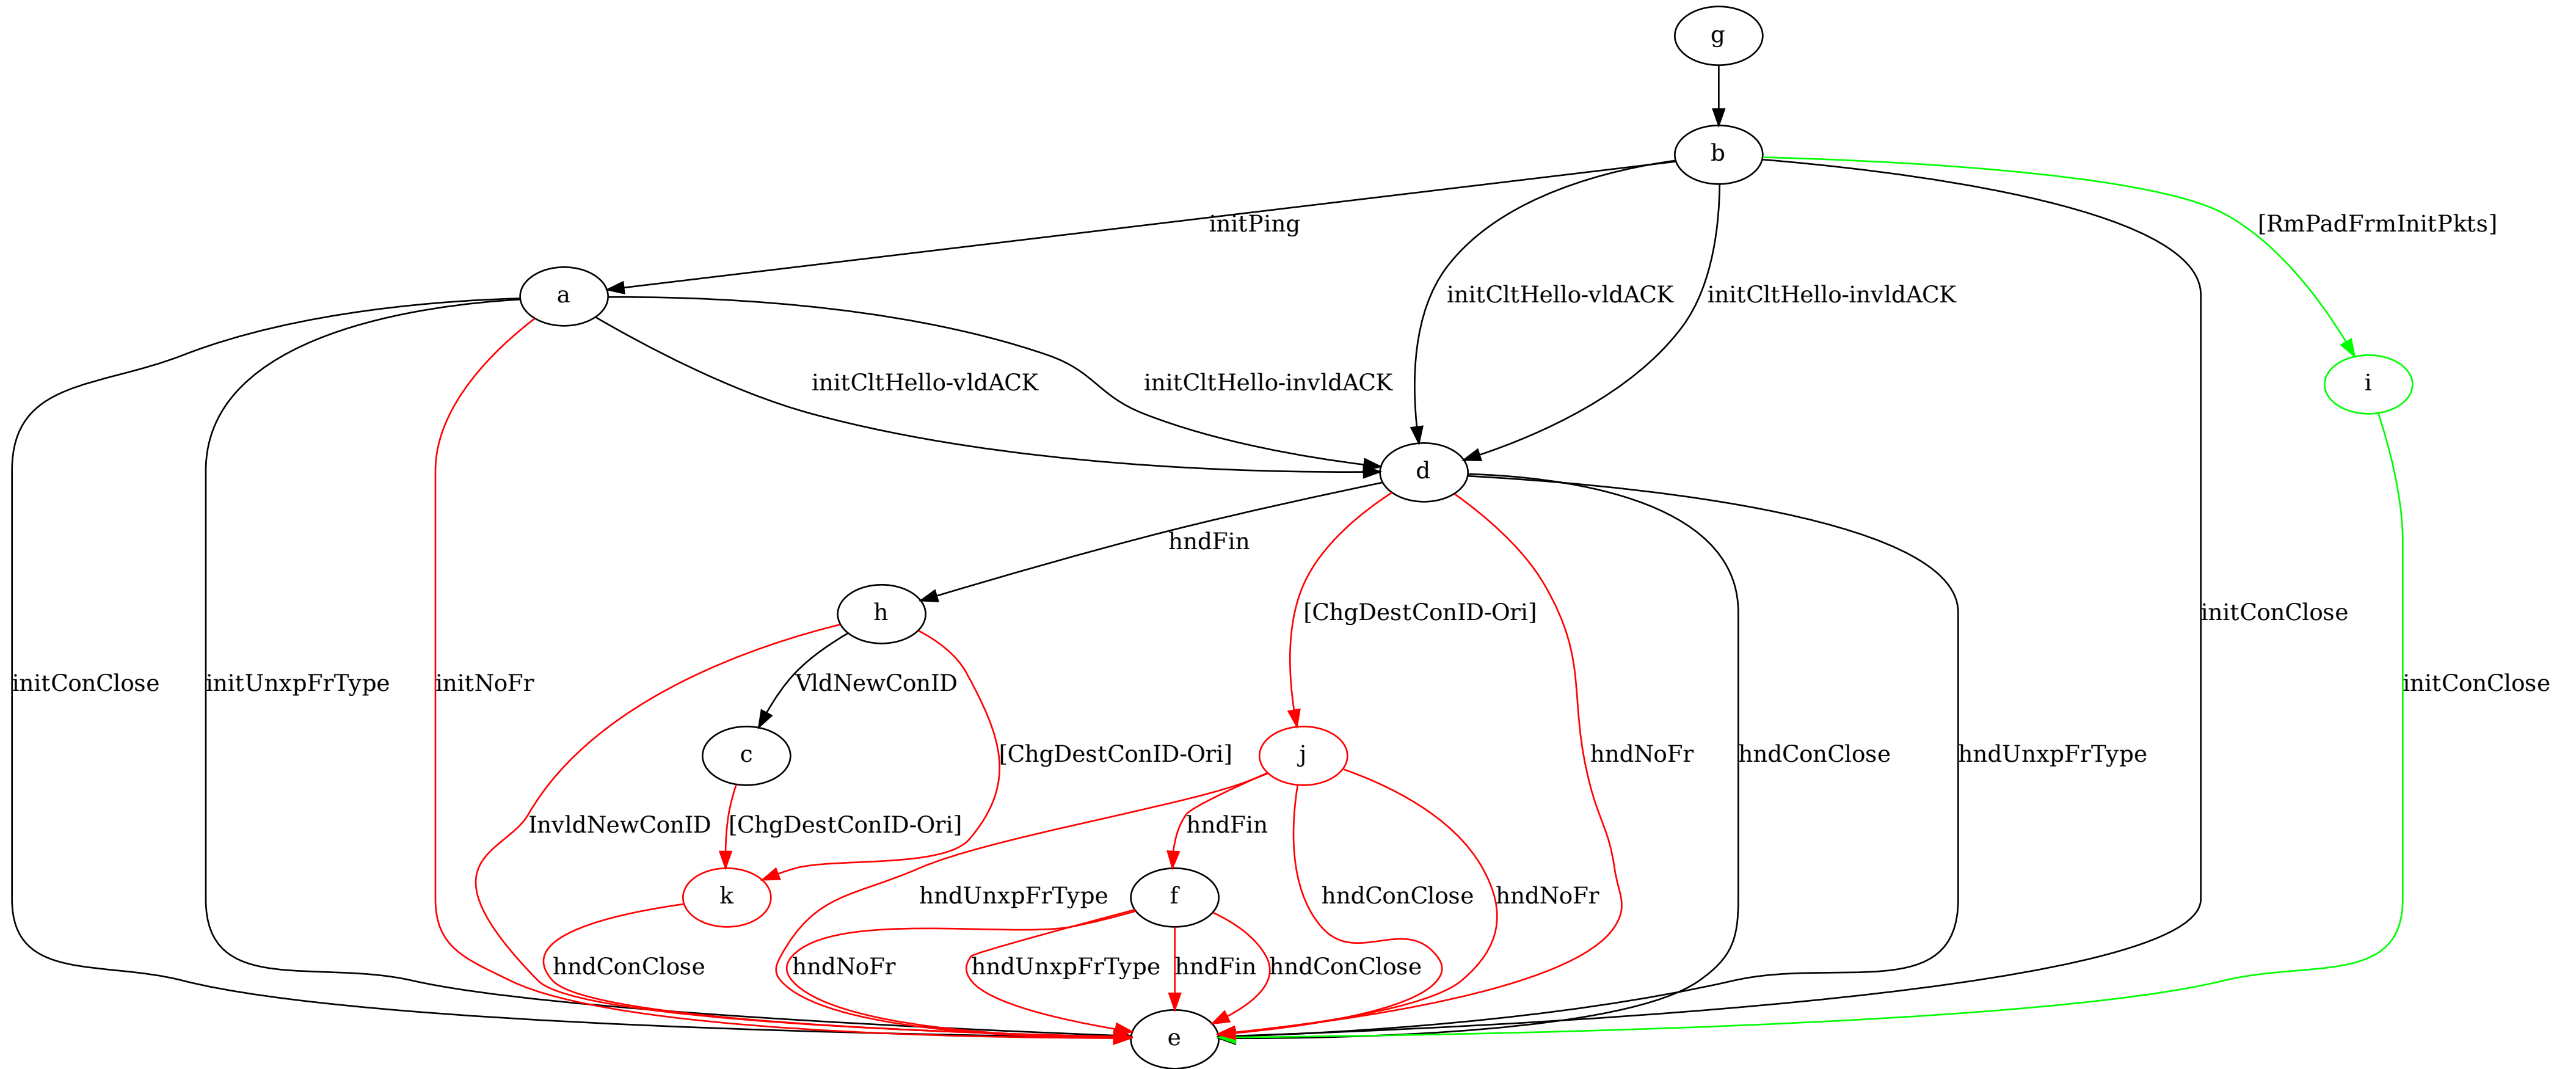 g
b
initPing
[RmPadFrmInitPkts]
a
initCltHello-vldACK
initCltHello-invldACK
initCltHello-vldACK
initCltHello-invldACK
i
d
hndFin
h
[ChgDestConID-Ori]
initConClose
initConClose
initUnxpFrType
initNoFr
VldNewConID
initConClose
c
[ChgDestConID-Ori]
j
hndNoFr
hndConClose
hndUnxpFrType
InvldNewConID
[ChgDestConID-Ori]
hndFin
k
hndUnxpFrType
f
hndConClose
hndNoFr
hndConClose
hndNoFr
hndUnxpFrType
hndFin
hndConClose
e